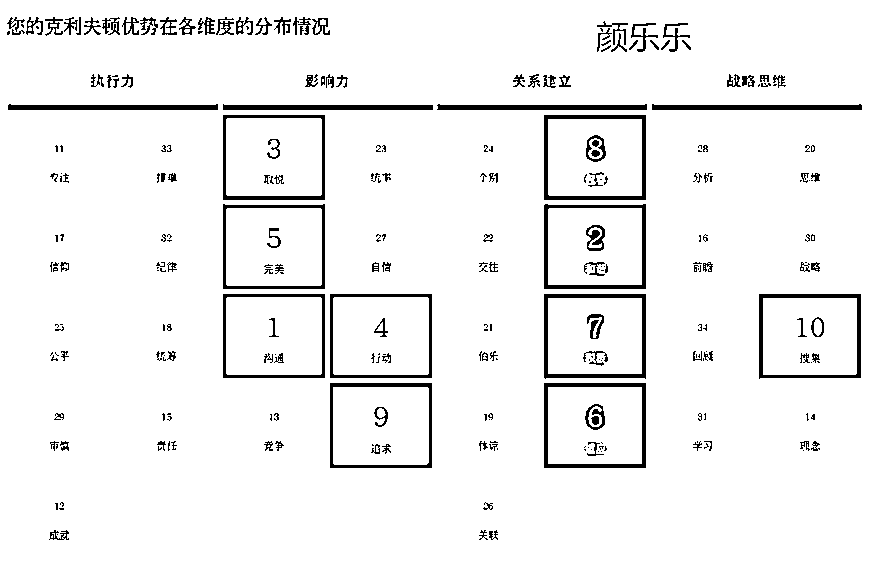 您的克利夫顿优势在各维度的分布情况
颜乐乐
执行力 影响力 关系建立 战略思维
11 33 3 23 24 8 28 20
专注 排难 取悦 统率 个别 分析 思维
17 32 5 27 22 2 16 30
信仰 纪律 完美 自信 交往 和谐 前瞻 战略
25 18 1 4 21 7 34 10
公平 统筹 沟通 行动 伯乐 积极 回顾 搜集
29 15 13 9 19 6 31 14
审慎 责任 竞争 追求 体谅 适应 学习 理念
12 26
成就 关联